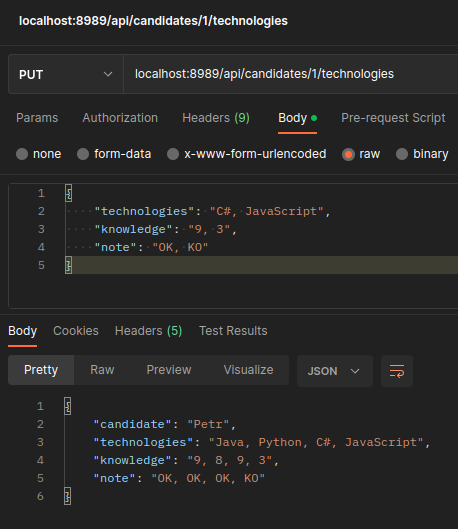 localhost:8989/api/candidates/1/technologies
PUT localhost:8989/api/candidates/1/technologies
Params Authorization Headers (9) Body Pre-request Script
none form-data x-www-form-urlencoded raw binary
1 {
2 "technologies": "C#, JavaScript",
3 "knowledge": "9, 3",
4 "note": "OK, KO"
5 }
Body Cookies Headers (5) Test Results
Pretty Raw Preview Visualize JSON
1 {
2 "candidate": "Petr",
3 "technologies": "Java, Python, C#, JavaScript",
4 "knowledge": "9, 8, 9, 3",
5 "note": "OK, OK, OK, KO"
6 }